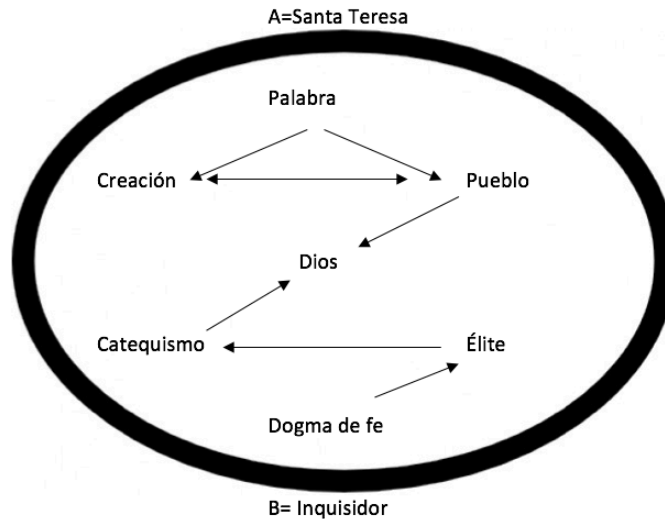 A=Santa Teresa
Palabra
Creación
Pueblo
Dios
Catequismo
Élite
Dogma de fe
B= Inquisidor